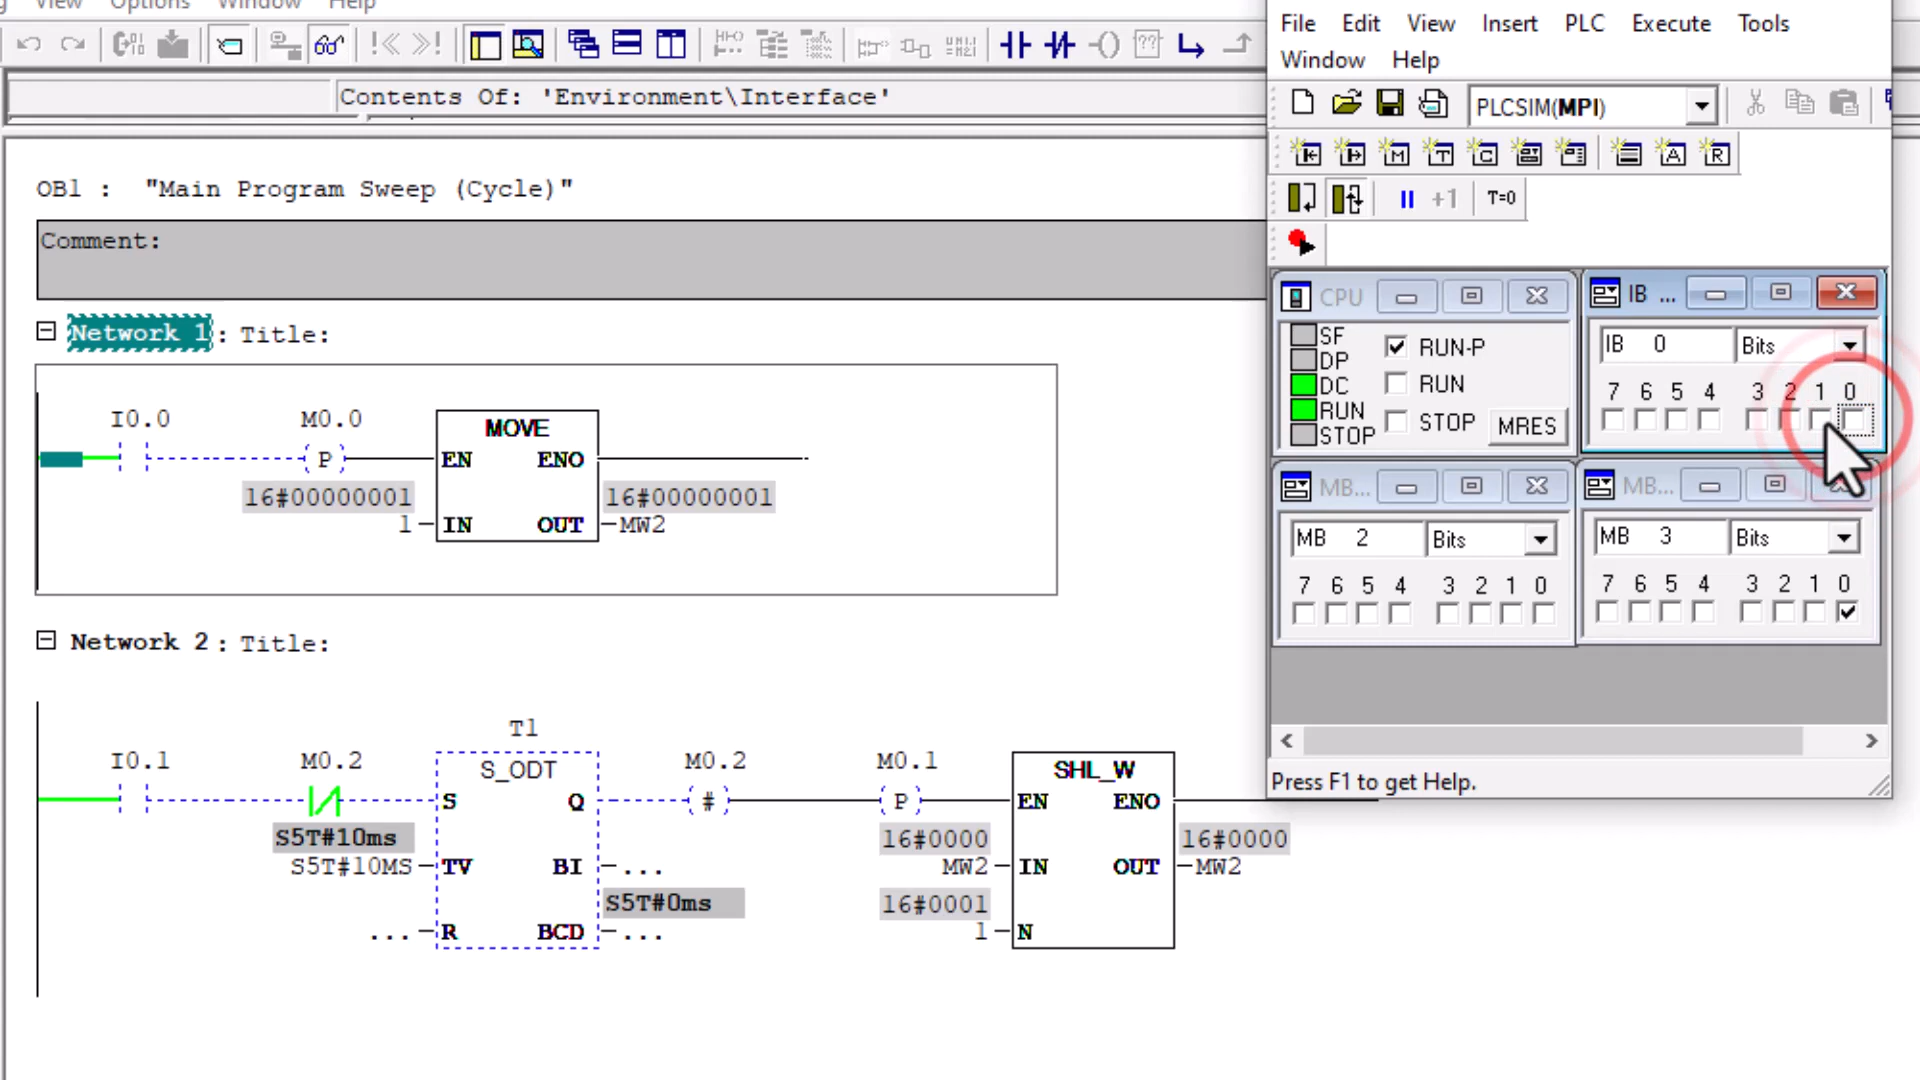 View Options Window Help
Contents Of: 'Environment\Interface'
OB1 : "Main Program Sweep (Cycle)"
Comment:
Network 1: Title:
I0.0 M0.0
MOVE
P EN ENO
16#00000001 16#00000001
1 IN OUT MW2
Network 2: Title:
T1
I0.1 M0.2 S_ODT M0.2 M0.1 SHL_W
S Q # P EN ENO
S5T#10ms 16#0000 16#0000
S5T#10MS TV BI ... MW2 IN OUT MW2
S5T#0ms 16#0001
... R BCD ... 1 N
File Edit View Insert PLC Execute Tools
Window Help
PLCSIM(MPI)
+1 T=0
CPU
SF
DP RUN-P
DC RUN
RUN STOP MRES
STOP
IB ...
IB 0 Bits
7 6 5 4 3 2 1 0
MB...
MB 2 Bits
7 6 5 4 3 2 1 0
MB...
MB 3 Bits
7 6 5 4 3 2 1 0
Press F1 to get Help.